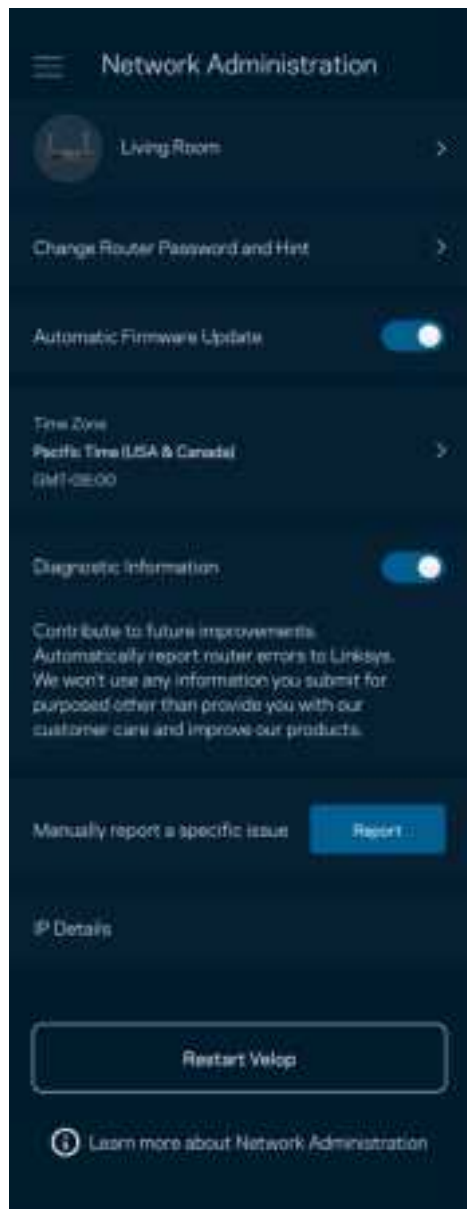 Network Administration
Living Room
Change Router Password and Hint
Automatic Firmware Update
Time Zone
Pacific Time (USA & Canada)
GMT-08:00
Diagnostic Information
Contribute to future improvements.
Automatically report router errors to Linksys.
We won't use any information you submit for
purposed other than provide you with our
customer care and improve our products.
Manually report a specific issue
Report
IP Details
Restart Velop
Learn more about Network Administration